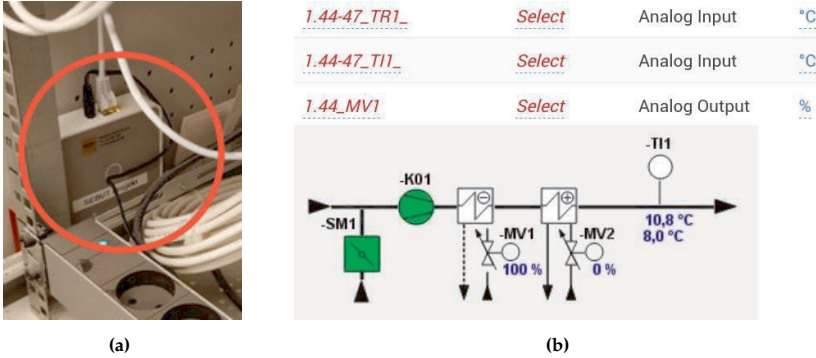 1.44-47_TR1_ Select Analog Input °C
1.44-47_TI1_ Select Analog Input °C
1.44_MV1 Select Analog Output %
-TI1
-K01
-SM1
-MV1
-MV2
10,8 °C
8,0 °C
100 %
0 %
(a)
(b)